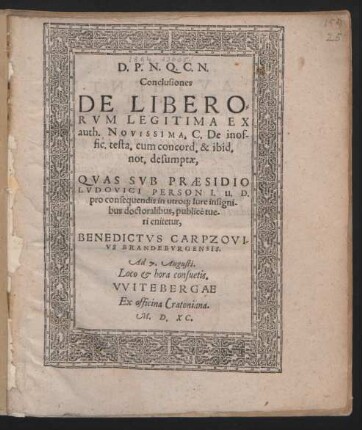 D. P. N. Q. C. N.
Conclusiones
DE LIBERO-
RVM LEGITIMA EX
auth. NOVISSIMA, C. De inof-
fic. testa, cum concord. & ibid,
not, desumptæ,
QVAS SVB PRÆSIDIO
LVDOVICI PERSON I. u. D.
pro consequendis in utroq; Iure insigni-
bus doctoralibus, publicè tue-
ri enitetur,
BENEDICTVS CARPZOVI-
VS BRANDEBVRGENSIS.
Ad 7. Augusti.
Loco & hora consuetis.
VVITEBERGAE
Ex officina Cratoniana.
M. D. XC.